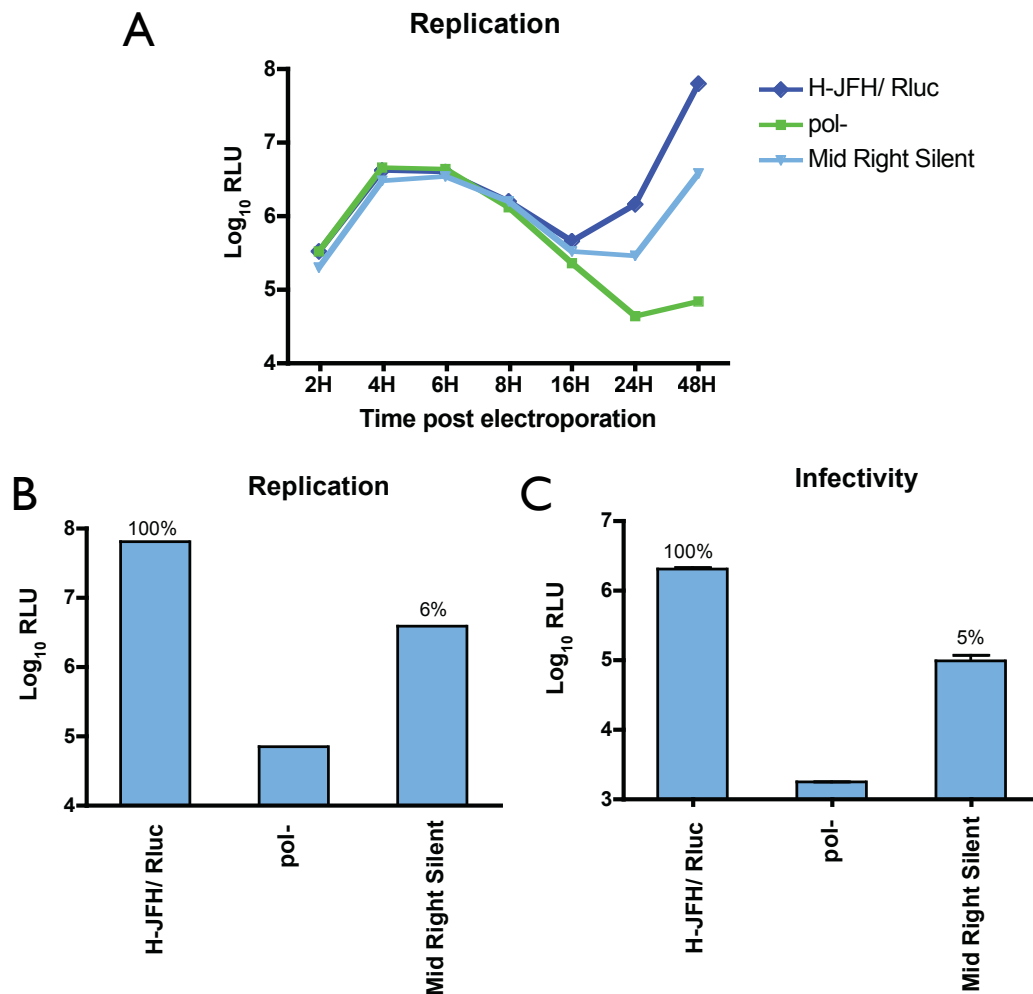 A
Replication
8
7
6
5
4
Log10 RLU
2H 4H 6H 8H 16H 24H 48H
Time post electroporation
H-JFH/ Rluc
pol-
Mid Right Silent
B
Replication
8
7
6
5
4
Log10 RLU
100%
6%
H-JFH/ Rluc
pol-
Mid Right Silent
C
Infectivity
7
6
5
4
3
Log10 RLU
100%
5%
H-JFH/ Rluc
pol-
Mid Right Silent